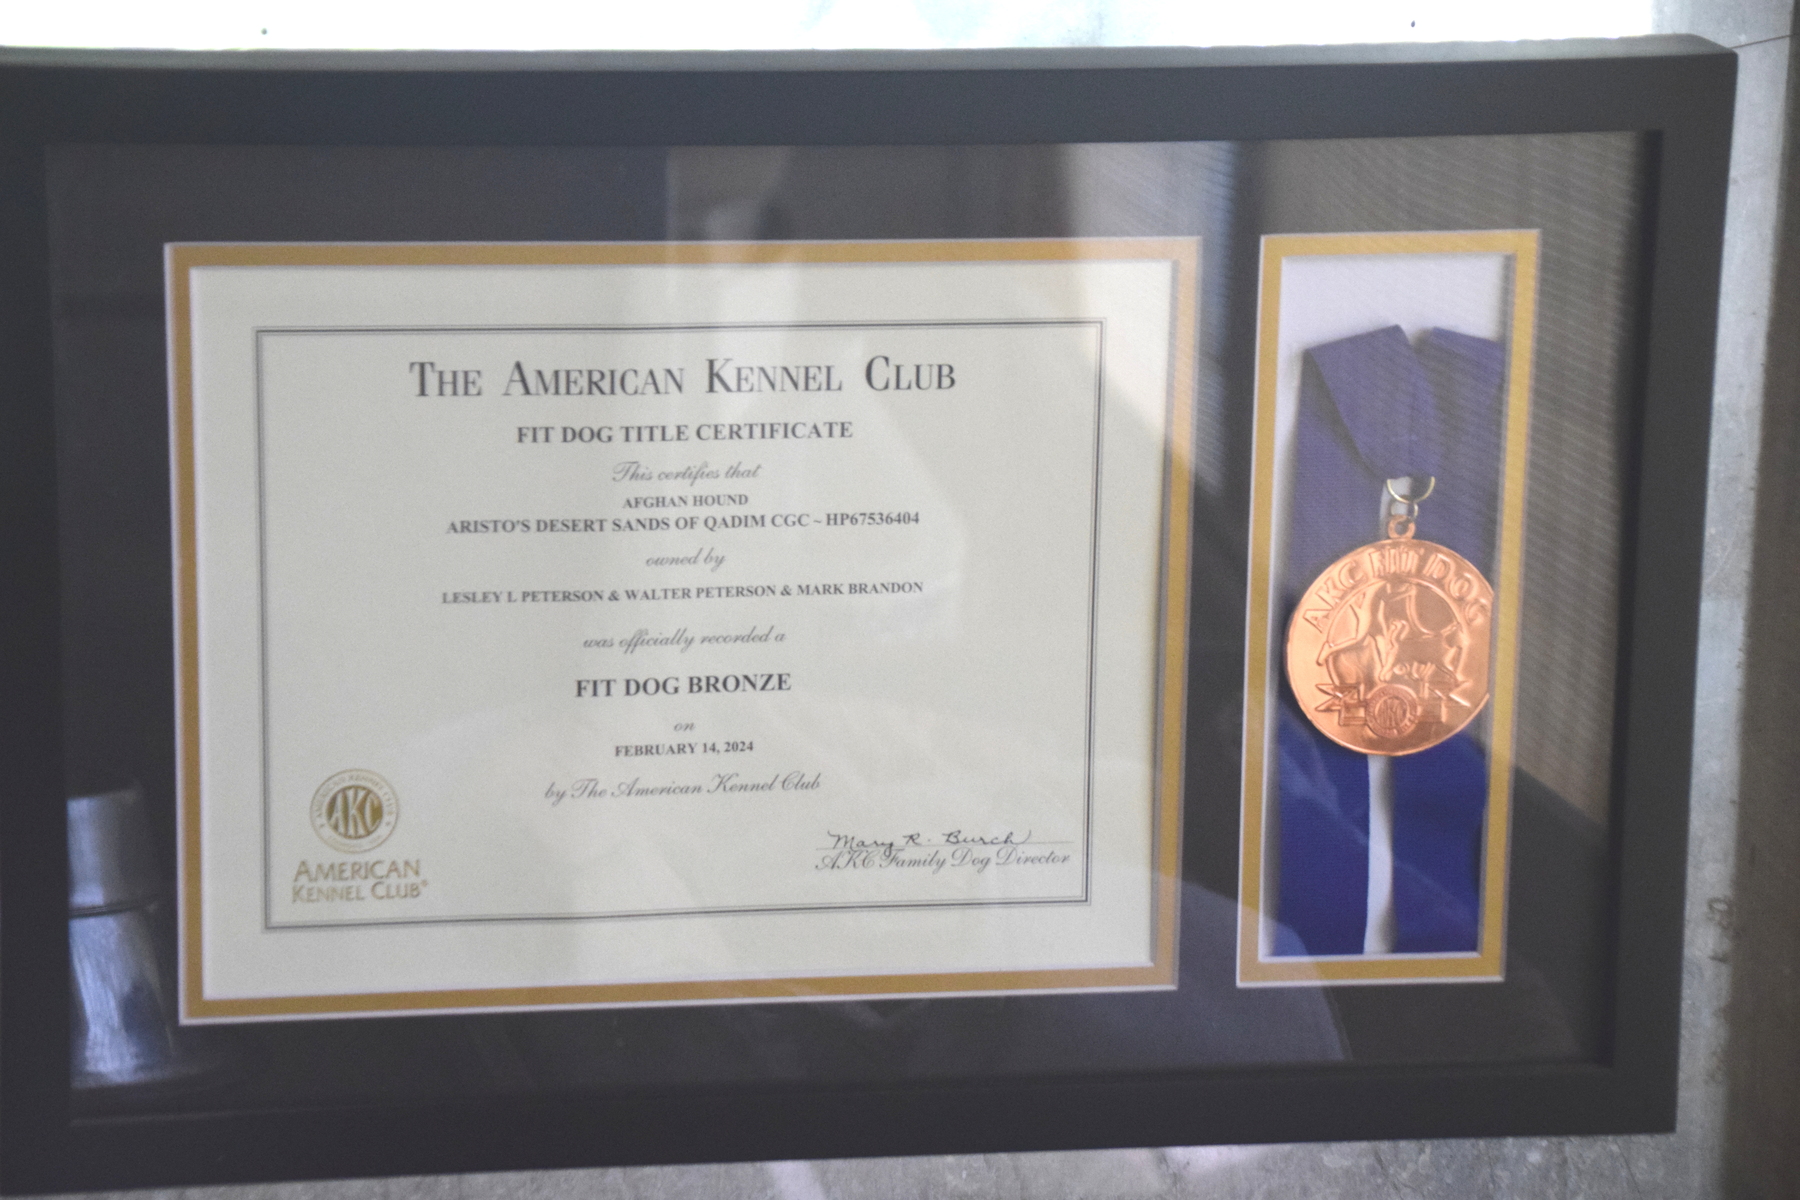 THE AMERICAN KENNEL CLUB
FIT DOG TITLE CERTIFICATE
This certifies that
AFGHAN HOUND
ARISTO'S DESERT SANDS OF QADIM CGC ~ HP67536404
owned by
LESLEY L PETERSON & WALTER PETERSON & MARK BRANDON
was officially recorded a
FIT DOG BRONZE
on
FEBRUARY 14, 2024
by The American Kennel Club
Mary R. Burch
AKC Family Dog Director
AKC
AMERICAN
KENNEL CLUB®
AKC FIT DOG
AKC